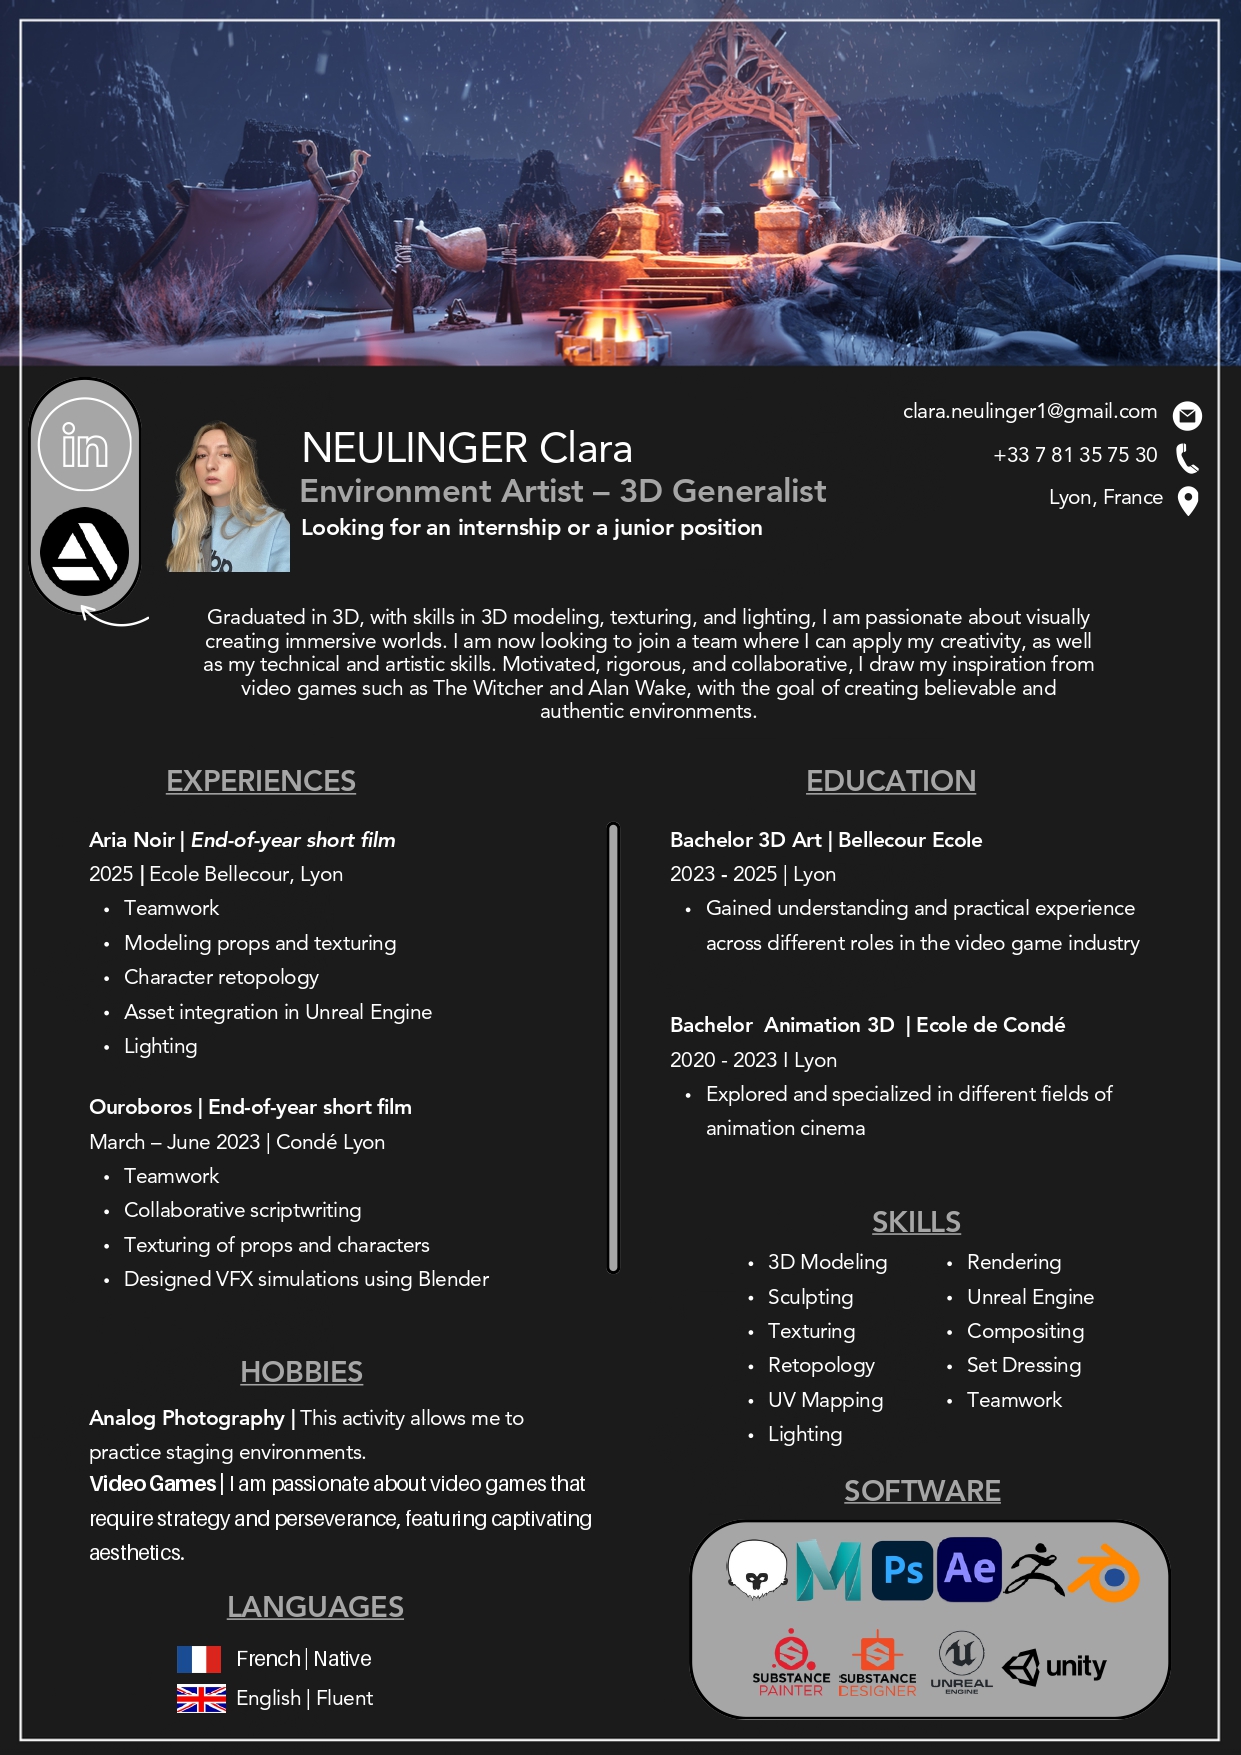 in
NEULINGER Clara
Environment Artist – 3D Generalist
Looking for an internship or a junior position
clara.neulinger1@gmail.com
+33 7 81 35 75 30
Lyon, France
Graduated in 3D, with skills in 3D modeling, texturing, and lighting, I am passionate about visually
creating immersive worlds. I am now looking to join a team where I can apply my creativity, as well
as my technical and artistic skills. Motivated, rigorous, and collaborative, I draw my inspiration from
video games such as The Witcher and Alan Wake, with the goal of creating believable and
authentic environments.
EXPERIENCES
Aria Noir | End-of-year short film
2025 | Ecole Bellecour, Lyon
• Teamwork
• Modeling props and texturing
• Character retopology
• Asset integration in Unreal Engine
• Lighting
Ouroboros | End-of-year short film
March – June 2023 | Condé Lyon
• Teamwork
• Collaborative scriptwriting
• Texturing of props and characters
• Designed VFX simulations using Blender
HOBBIES
Analog Photography | This activity allows me to
practice staging environments.
Video Games | I am passionate about video games that
require strategy and perseverance, featuring captivating
aesthetics.
LANGUAGES
French | Native
English | Fluent
EDUCATION
Bachelor 3D Art | Bellecour Ecole
2023 - 2025 | Lyon
• Gained understanding and practical experience
across different roles in the video game industry
Bachelor Animation 3D | Ecole de Condé
2020 - 2023 I Lyon
• Explored and specialized in different fields of
animation cinema
SKILLS
• 3D Modeling
• Sculpting
• Texturing
• Retopology
• UV Mapping
• Lighting
• Rendering
• Unreal Engine
• Compositing
• Set Dressing
• Teamwork
SOFTWARE
Ps
Ae
SUBSTANCE
PAINTER
SUBSTANCE
DESIGNER
UNREAL
ENGINE
unity